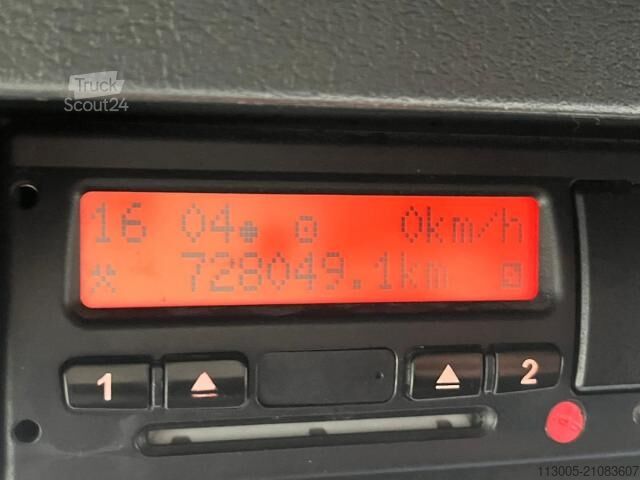 Truck
Scout24
16 04 0km/h
728049.1km
1 2
113005-21083607